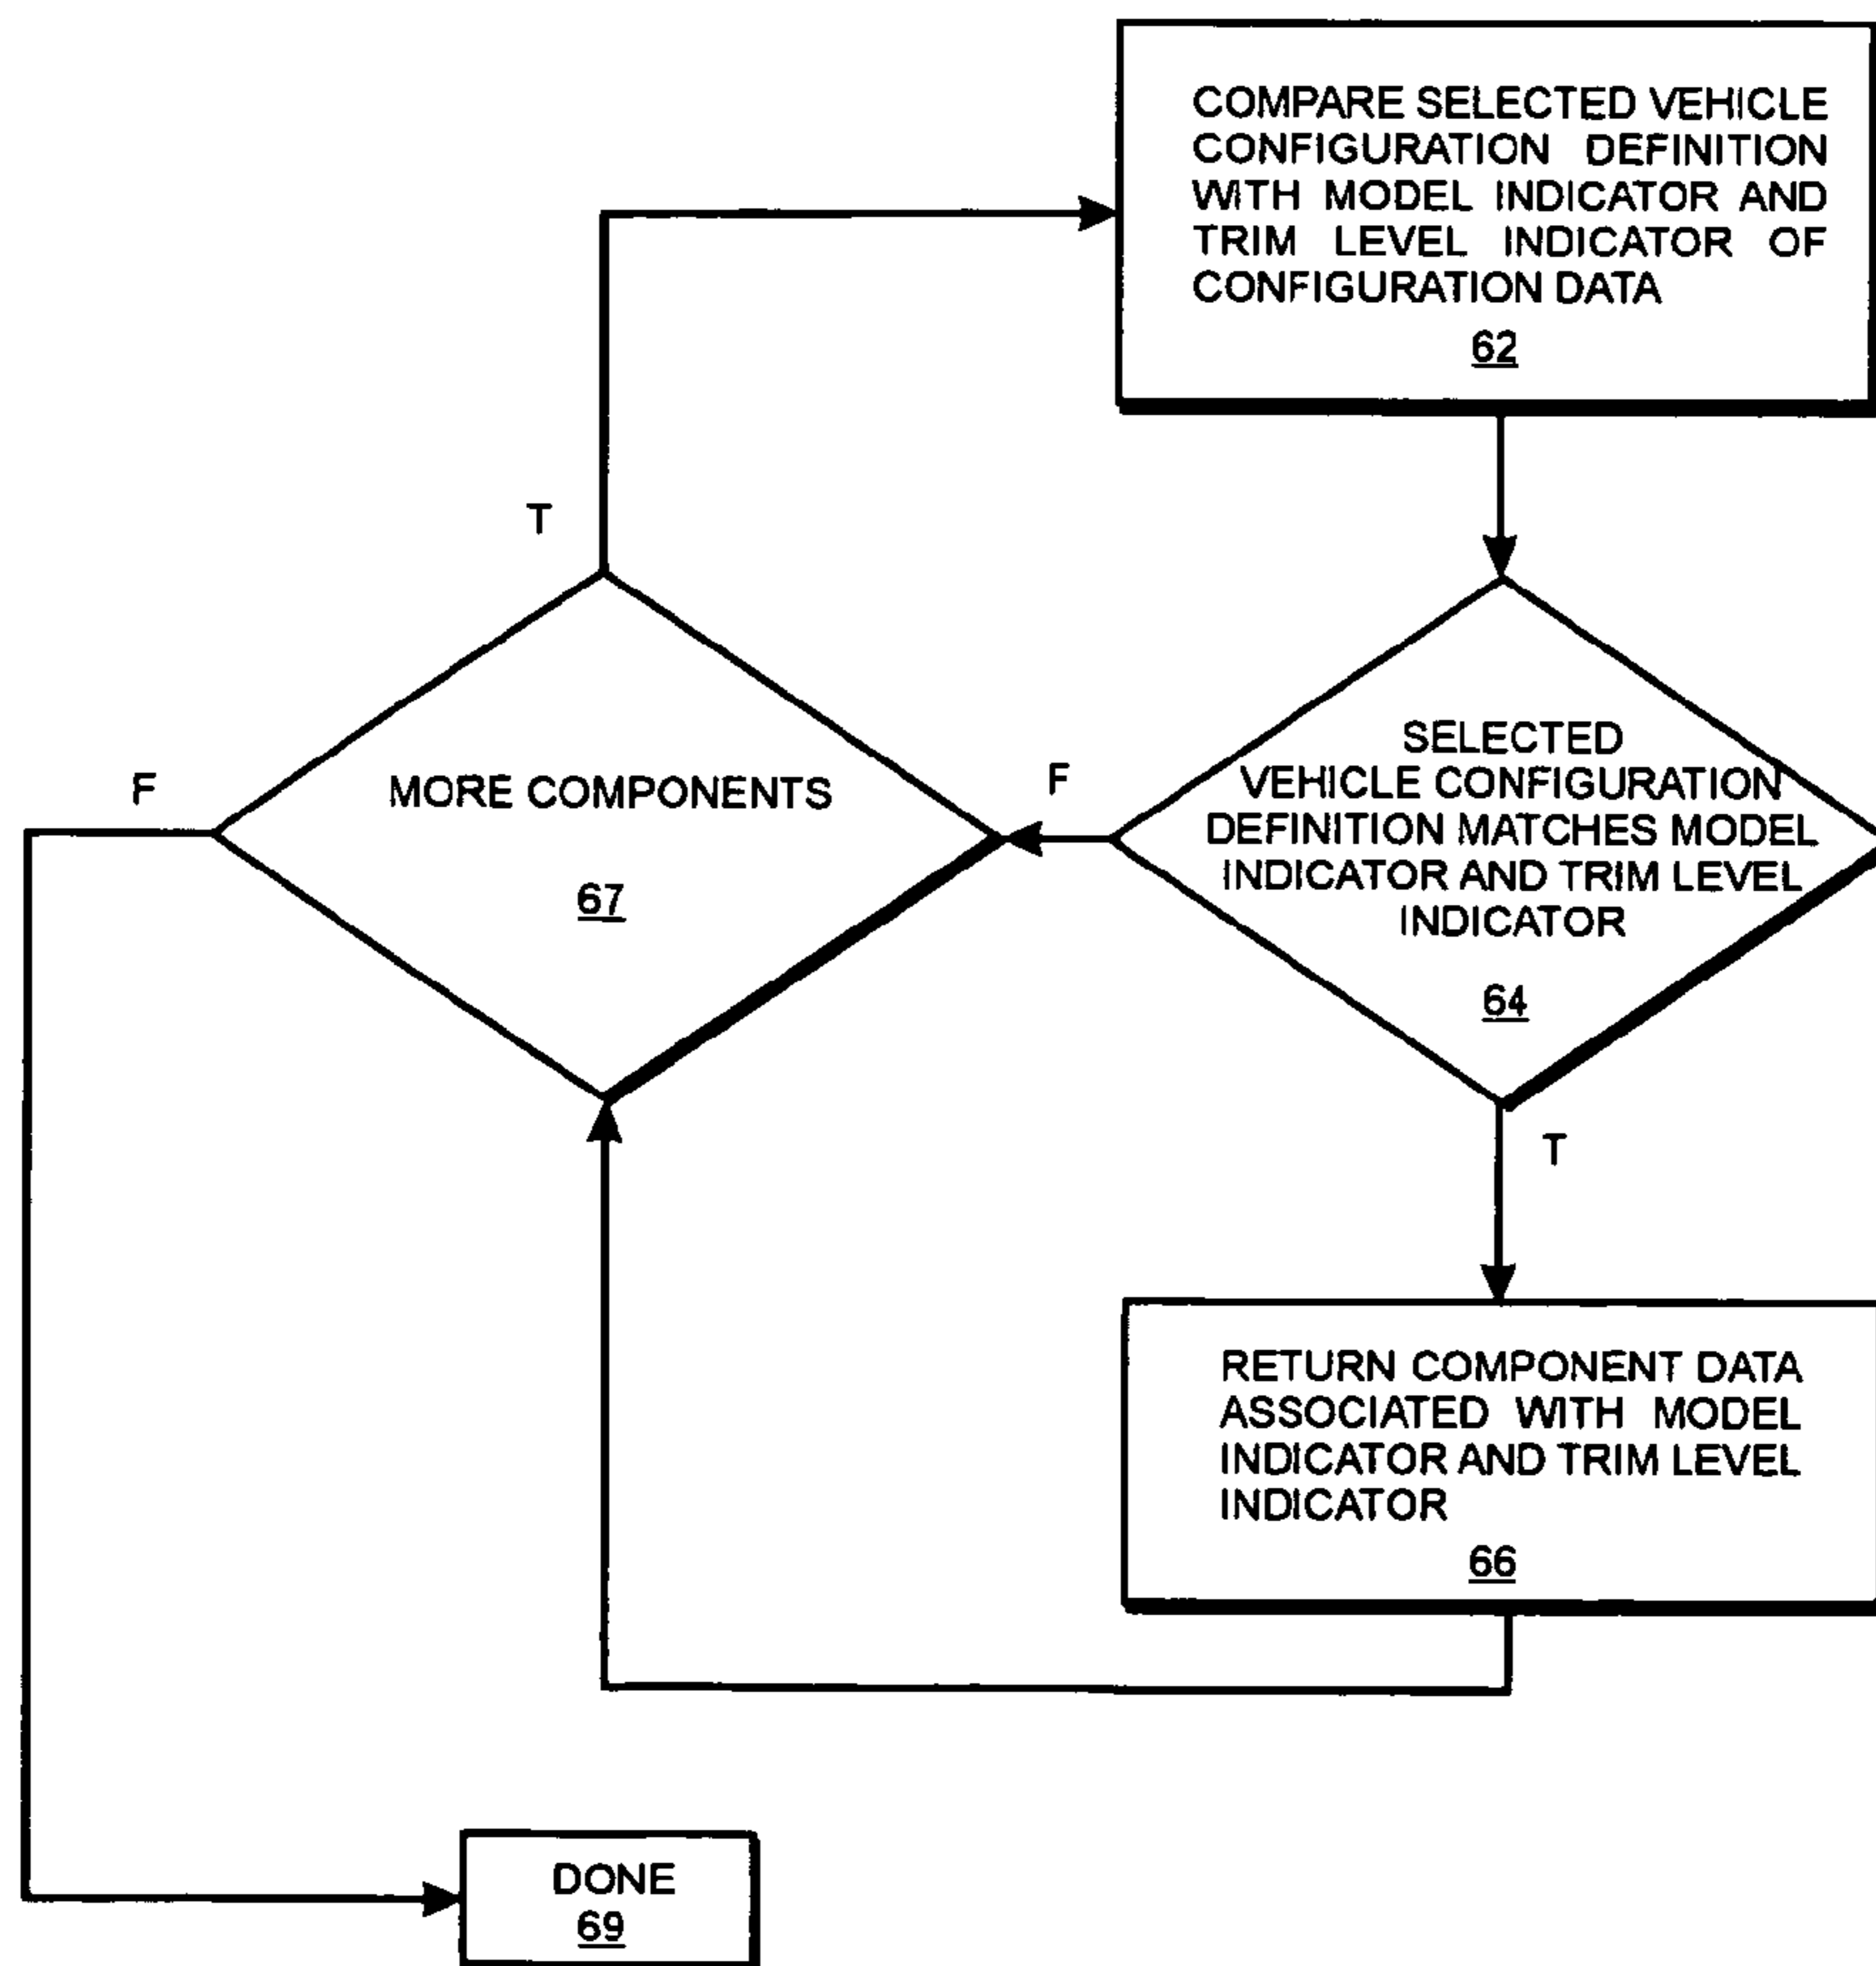 COMPARE SELECTED VEHICLE
CONFIGURATION DEFINITION
WITH MODEL INDICATOR AND
TRIM LEVEL INDICATOR OF
CONFIGURATION DATA
62
T
F
MORE COMPONENTS
67
F
SELECTED
VEHICLE CONFIGURATION
DEFINITION MATCHES MODEL
INDICATOR AND TRIM LEVEL
INDICATOR
64
T
RETURN COMPONENT DATA
ASSOCIATED WITH MODEL
INDICATOR AND TRIM LEVEL
INDICATOR
66
DONE
69